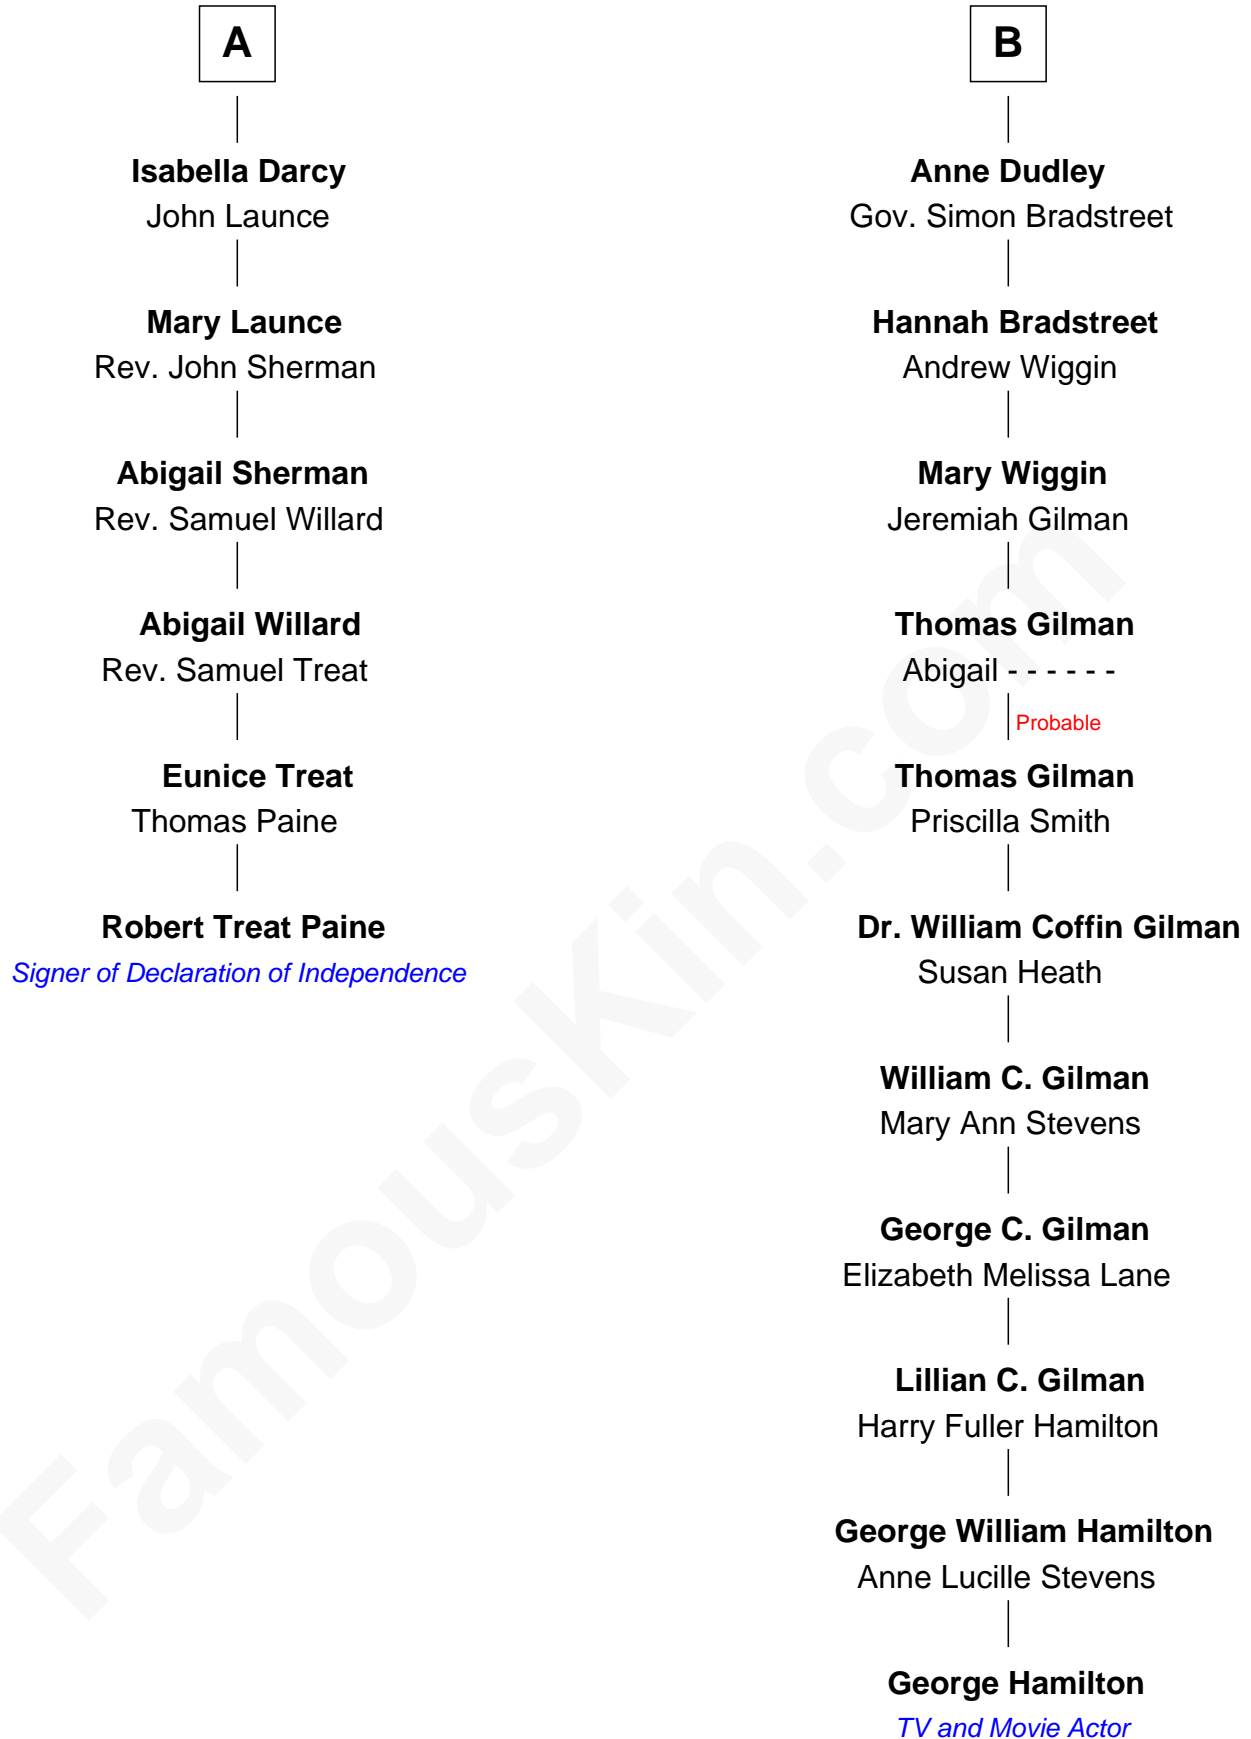 A
Isabella Darcy
John Launce
Mary Launce
Rev. John Sherman
Abigail Sherman
Rev. Samuel Willard
Abigail Willard
Rev. Samuel Treat
Eunice Treat
Thomas Paine
Robert Treat Paine
Signer of Declaration of Independence
B
Anne Dudley
Gov. Simon Bradstreet
Hannah Bradstreet
Andrew Wiggin
Mary Wiggin
Jeremiah Gilman
Thomas Gilman
Abigail - - - - - -
Probable
Thomas Gilman
Priscilla Smith
Dr. William Coffin Gilman
Susan Heath
William C. Gilman
Mary Ann Stevens
George C. Gilman
Elizabeth Melissa Lane
Lillian C. Gilman
Harry Fuller Hamilton
George William Hamilton
Anne Lucille Stevens
George Hamilton
TV and Movie Actor
FamousKin.com